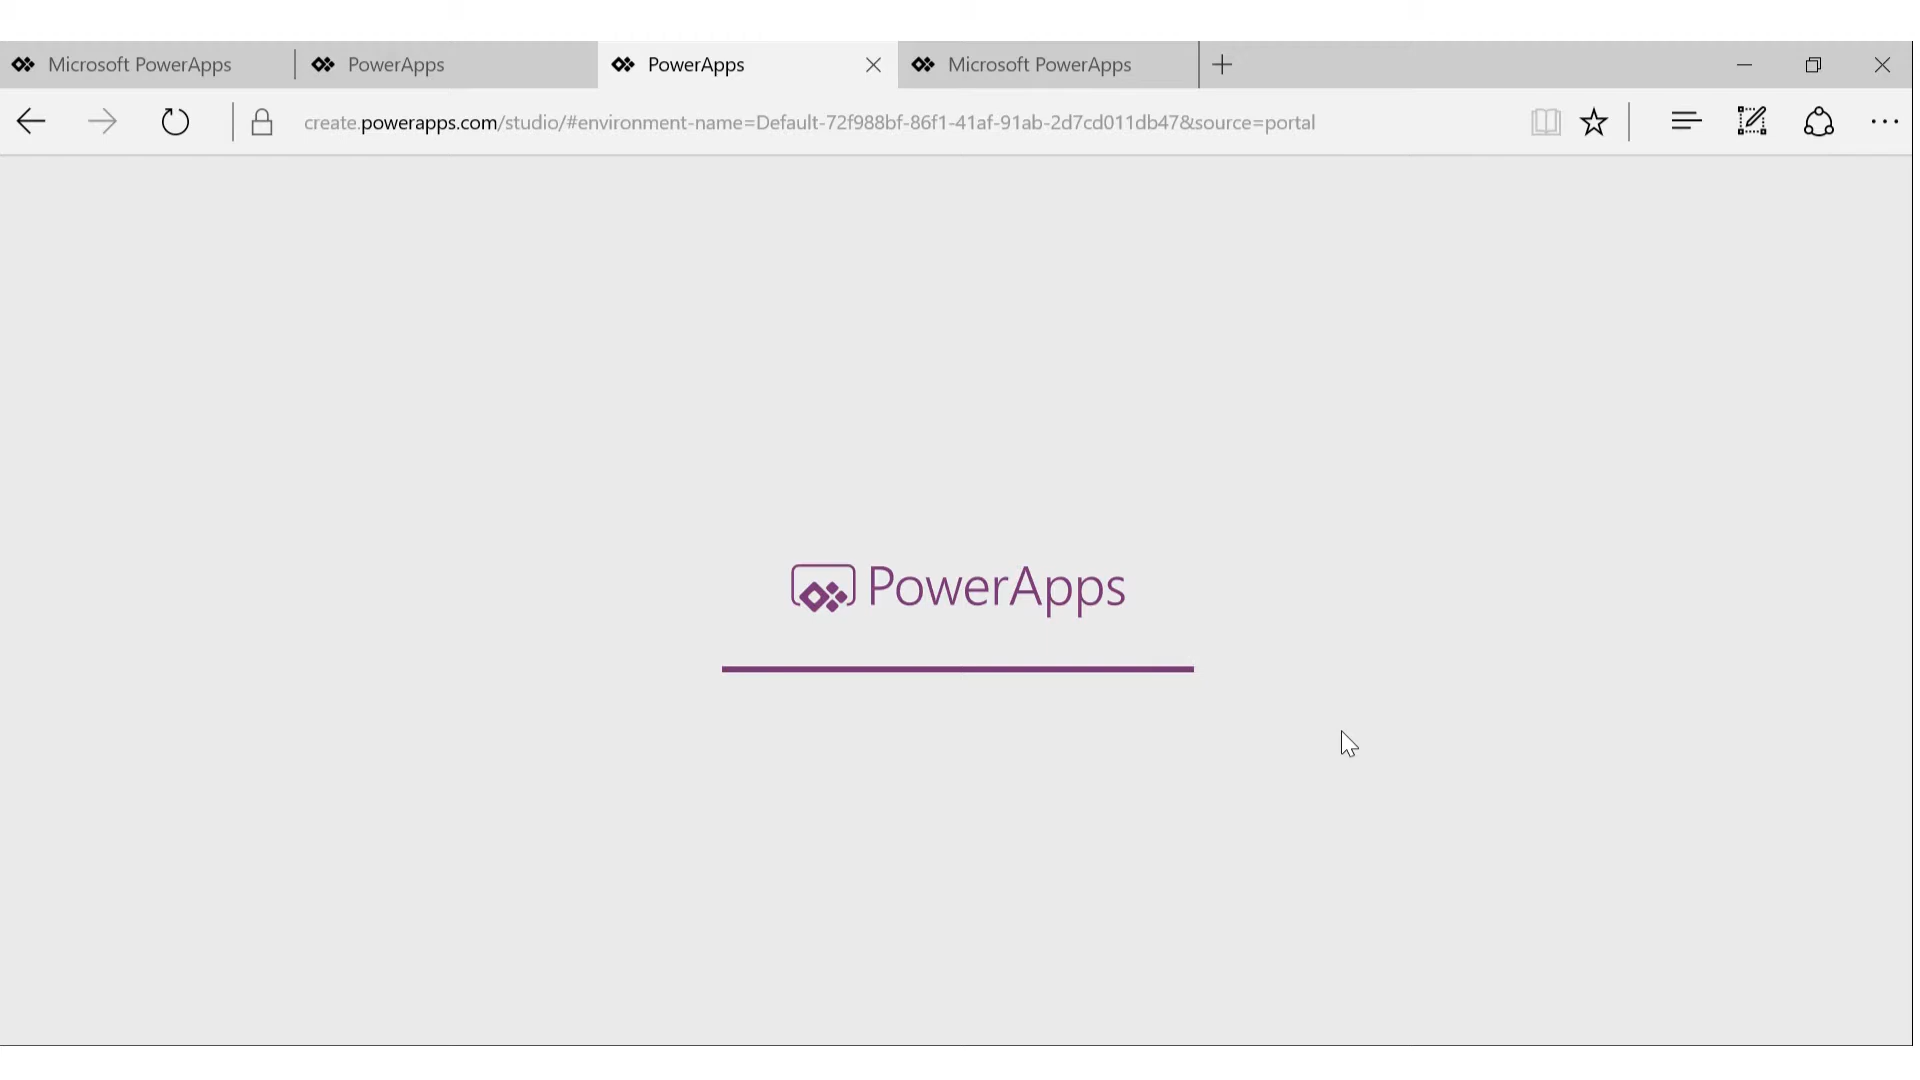 Microsoft PowerApps
PowerApps
PowerApps
Microsoft PowerApps
create.powerapps.com/studio/#environment-name=Default-72f988bf-86f1-41af-91ab-2d7cd011db47&source=portal
PowerApps